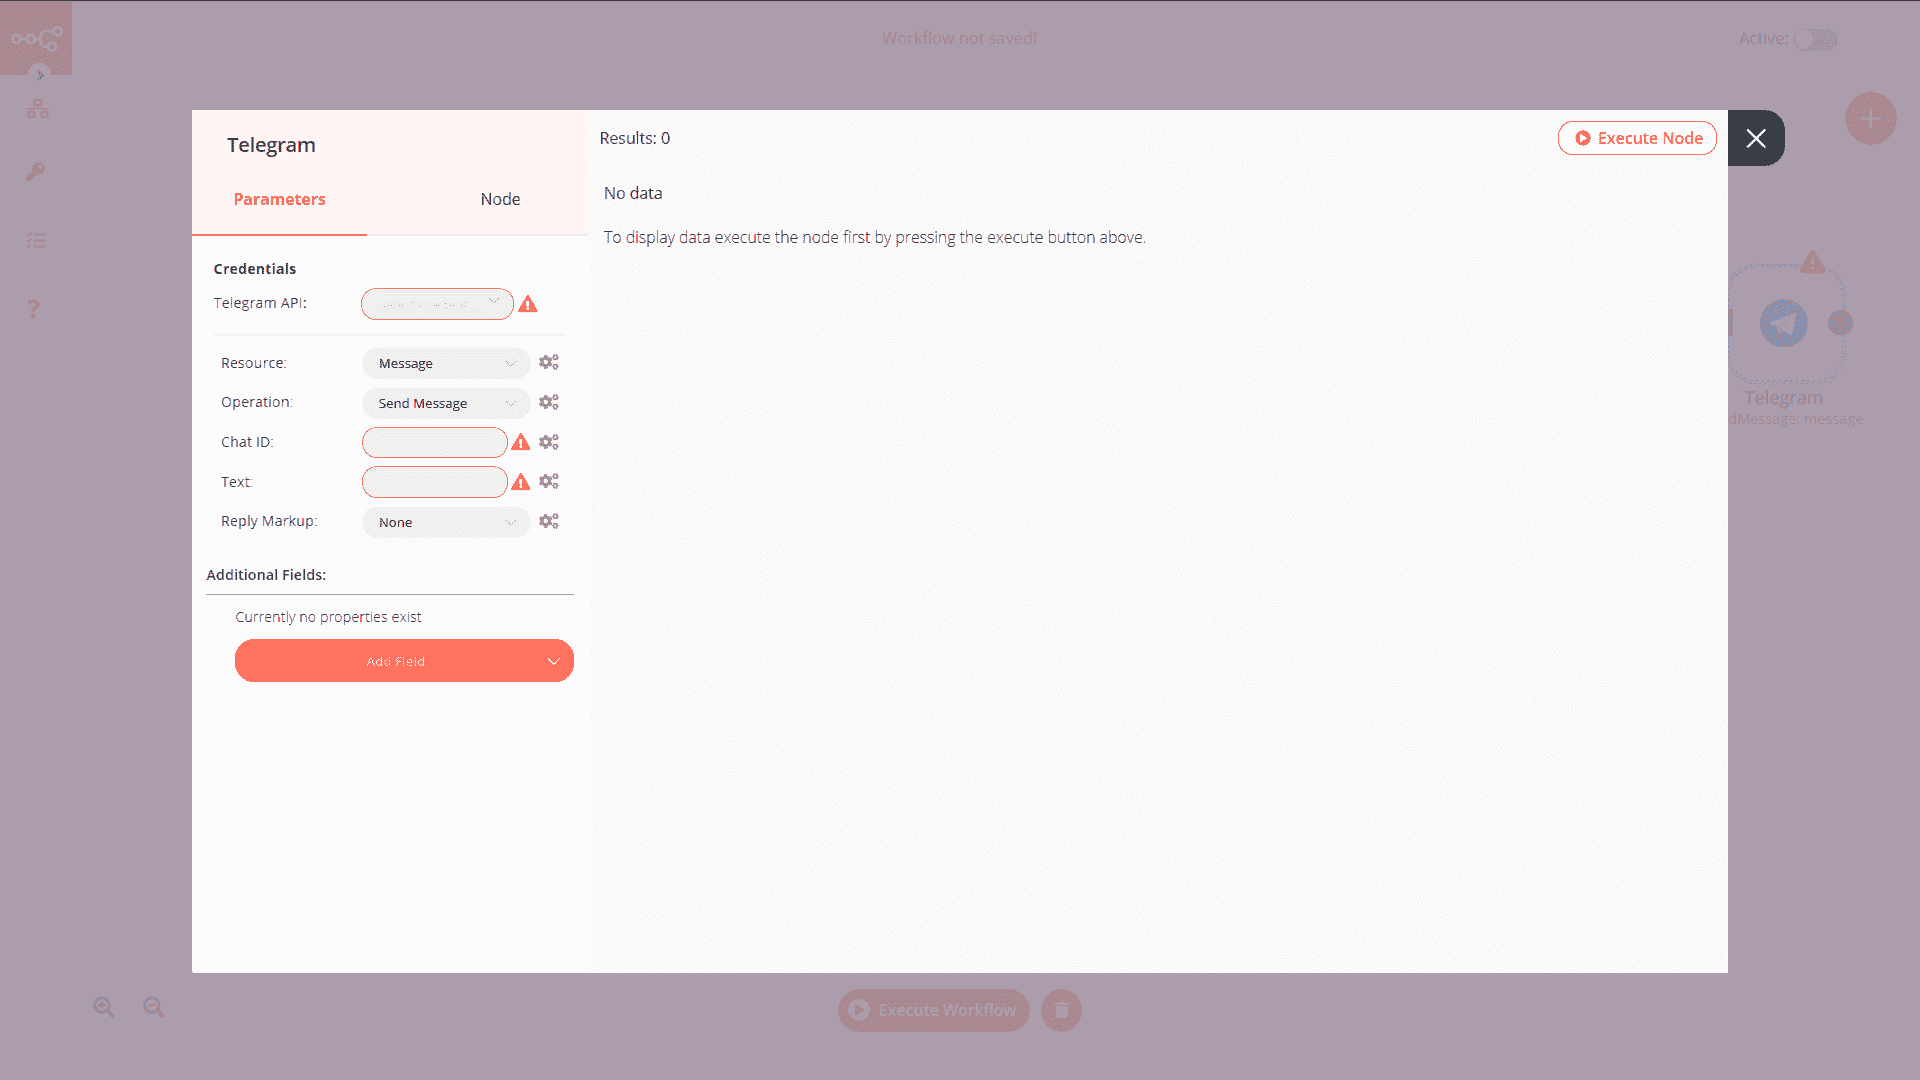 Workflow not saved!
Active:
Telegram
Parameters
Node
Results: 0
Execute Node
No data
To display data execute the node first by pressing the execute button above.
Credentials
Telegram API:
Resource:
Message
Operation:
Send Message
Chat ID:
Text:
Reply Markup:
None
Additional Fields:
Currently no properties exist
Add Field
Telegram
dMessage: message
Execute Workflow